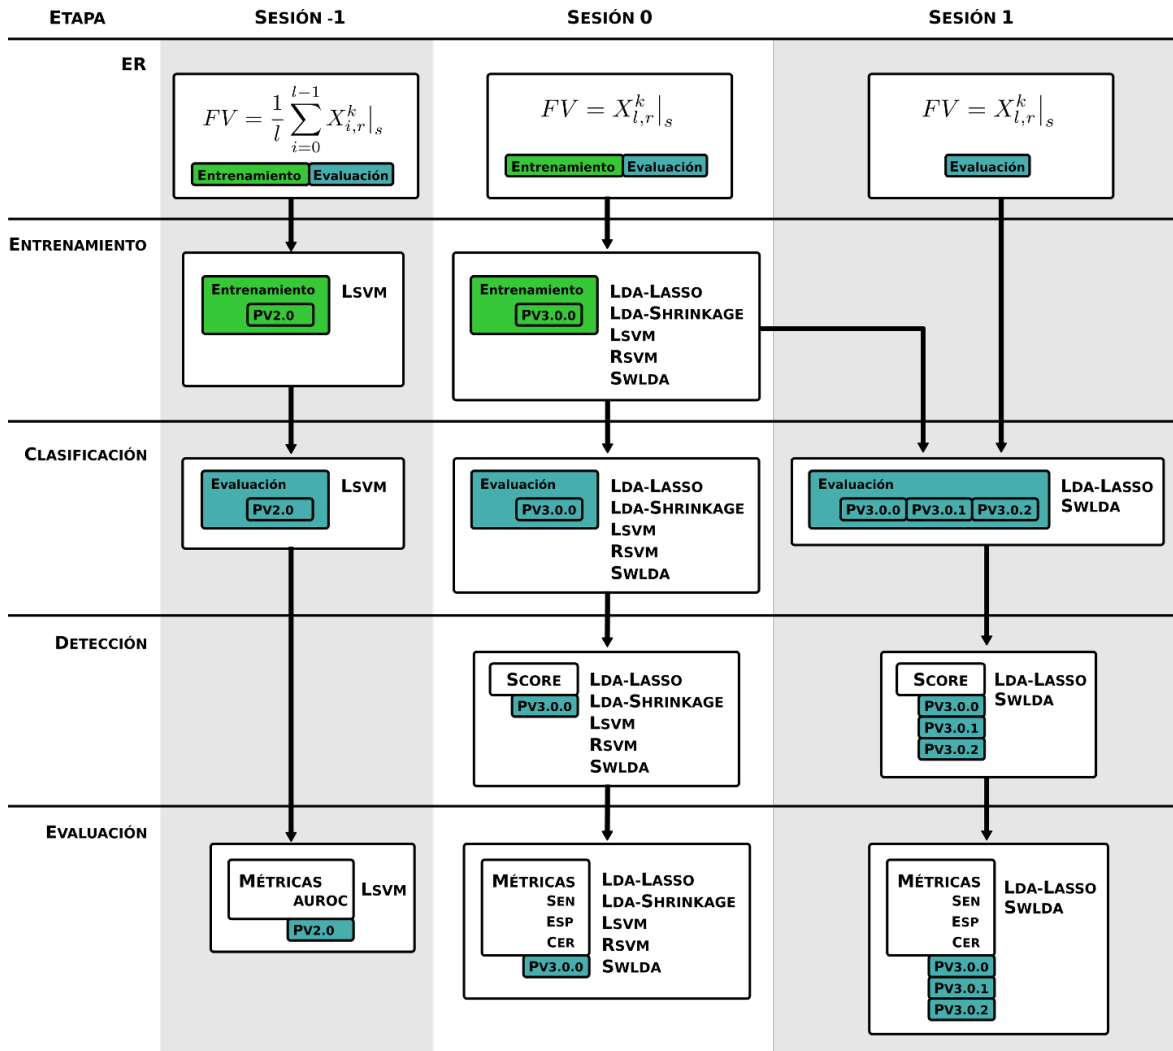 ETAPA SESIÓN -1 SESIÓN 0 SESIÓN 1
ER
FV = \frac{1}{l} \sum_{i=0}^{l-1} X_{i,r}^{k}|_s
Entrenamiento Evaluación
FV = X_{l,r}^{k}|_s
Entrenamiento Evaluación
FV = X_{l,r}^{k}|_s
Evaluación
ENTRENAMIENTO
Entrenamiento LSVM
PV2.0
Entrenamiento LDA-LASSO
PV3.0.0 LDA-SHRINKAGE
LSVM
RSVM
SWLDA
CLASIFICACIÓN
Evaluación LSVM
PV2.0
Evaluación LDA-LASSO
PV3.0.0 LDA-SHRINKAGE
LSVM
RSVM
SWLDA
Evaluación LDA-LASSO
PV3.0.0 PV3.0.1 PV3.0.2 SWLDA
DETECCIÓN
SCORE LDA-LASSO
PV3.0.0 LDA-SHRINKAGE
LSVM
RSVM
SWLDA
SCORE LDA-LASSO
PV3.0.0 SWLDA
PV3.0.1
PV3.0.2
EVALUACIÓN
MÉTRICAS LSVM
AUROC
PV2.0
MÉTRICAS LDA-LASSO
SEN LDA-SHRINKAGE
ESP LSVM
CER RSVM
PV3.0.0 SWLDA
MÉTRICAS LDA-LASSO
SEN SWLDA
ESP
CER
PV3.0.0
PV3.0.1
PV3.0.2